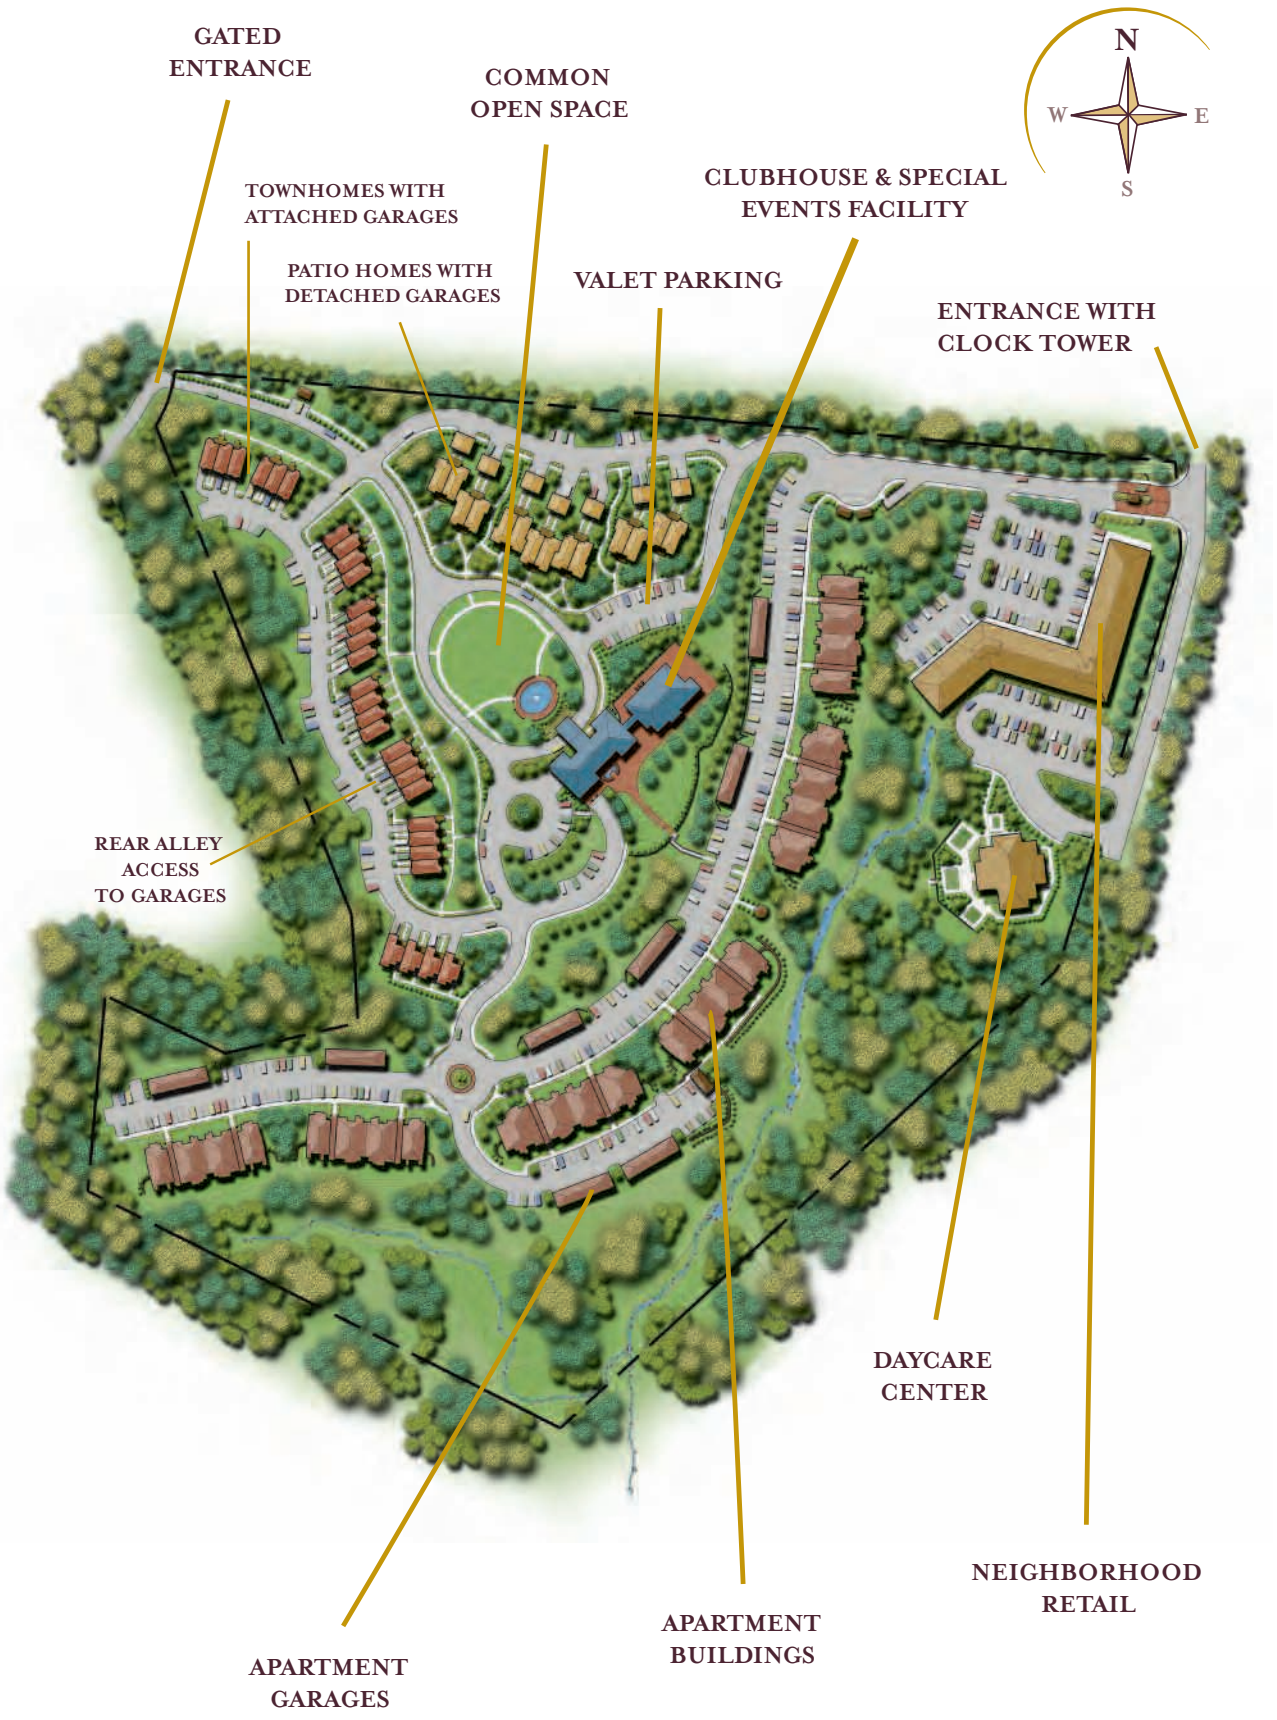 GATED
ENTRANCE
COMMON
OPEN SPACE
N
W
E
S
TOWNHOMES WITH
ATTACHED GARAGES
CLUBHOUSE & SPECIAL
EVENTS FACILITY
PATIO HOMES WITH
DETACHED GARAGES
VALET PARKING
ENTRANCE WITH
CLOCK TOWER
REAR ALLEY
ACCESS
TO GARAGES
DAYCARE
CENTER
NEIGHBORHOOD
RETAIL
APARTMENT
BUILDINGS
APARTMENT
GARAGES